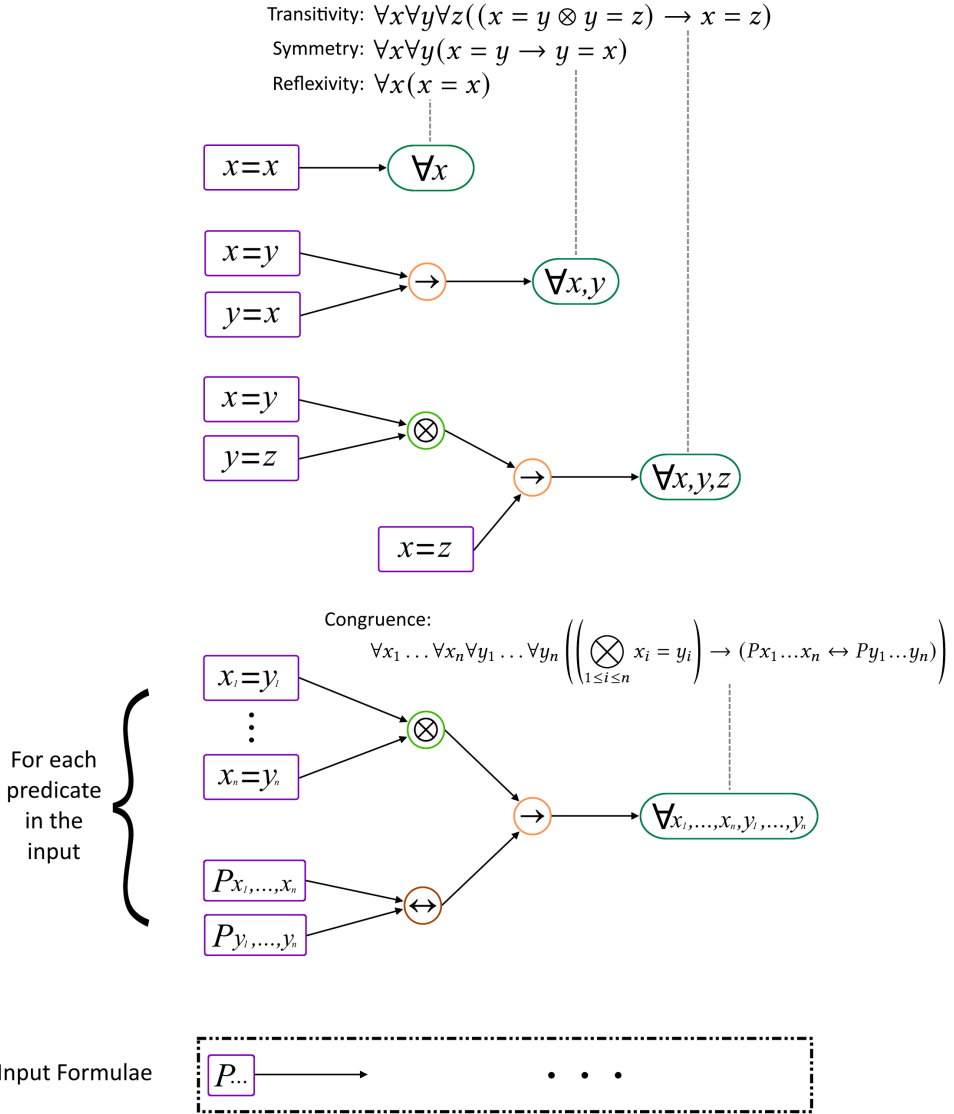 Transitivity: ∀x∀y∀z((x = y ⊗ y = z) → x = z)
Symmetry: ∀x∀y(x = y → y = x)
Reflexivity: ∀x(x = x)
x=x
∀x
x=y
→
∀x,y
y=x
x=y
⊗
y=z
→
∀x,y,z
x=z
Congruence:
∀x₁ … ∀xₙ∀y₁ … ∀yₙ ((⨂ 1≤i≤n xᵢ = yᵢ) → (Px₁…xₙ ↔ Py₁…yₙ))
x₁=y₁
⋮
⊗
xₙ=yₙ
For each
predicate
in the
input
→
∀x₁,...,xₙ,y₁,...,yₙ
Px₁,...,xₙ
↔
Py₁,...,yₙ
Input Formulae
P...
• • •